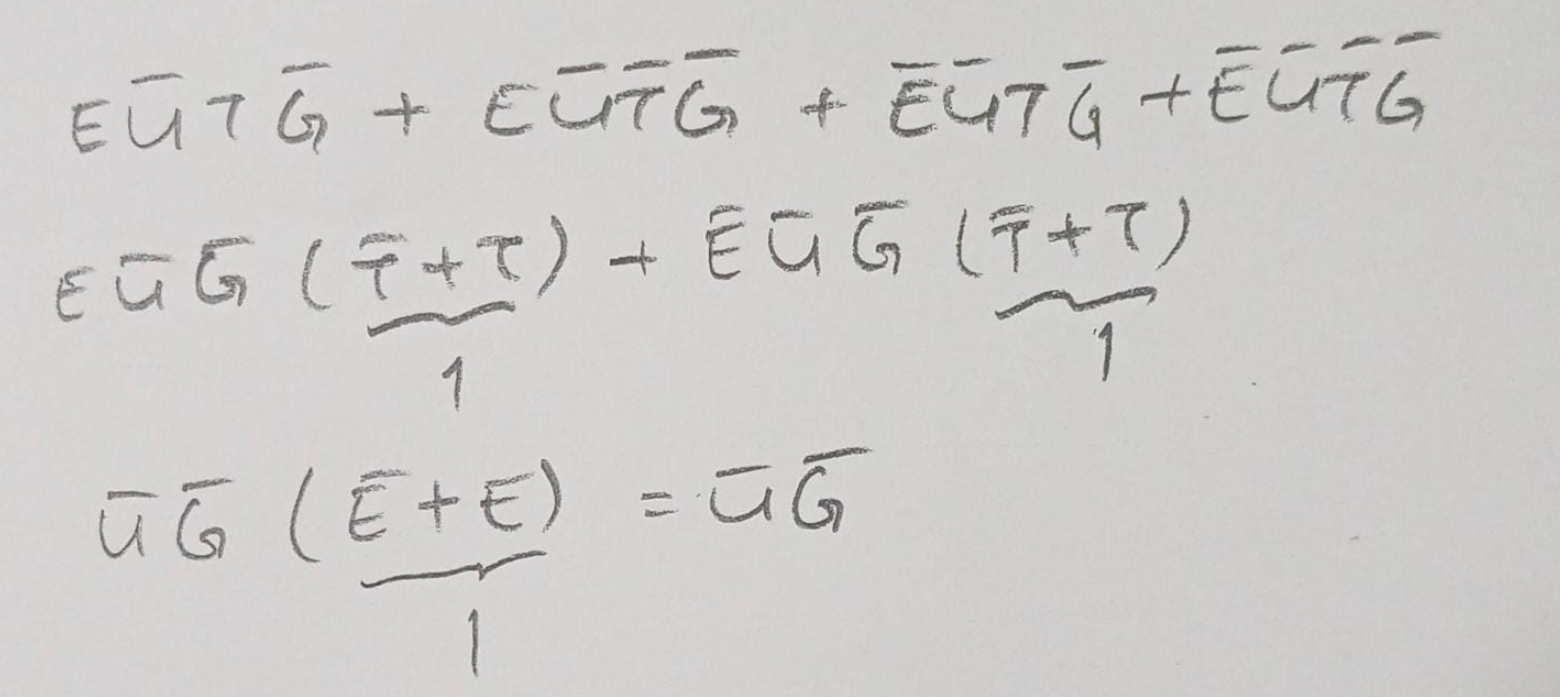 EŪTḠ + EŪT̄Ḡ + ĒŪTḠ + ĒŪT̄Ḡ
EŪḠ (T̄+T) + ĒŪḠ (T̄+T)
1 1
ŪḠ (Ē+E) = ŪḠ
1